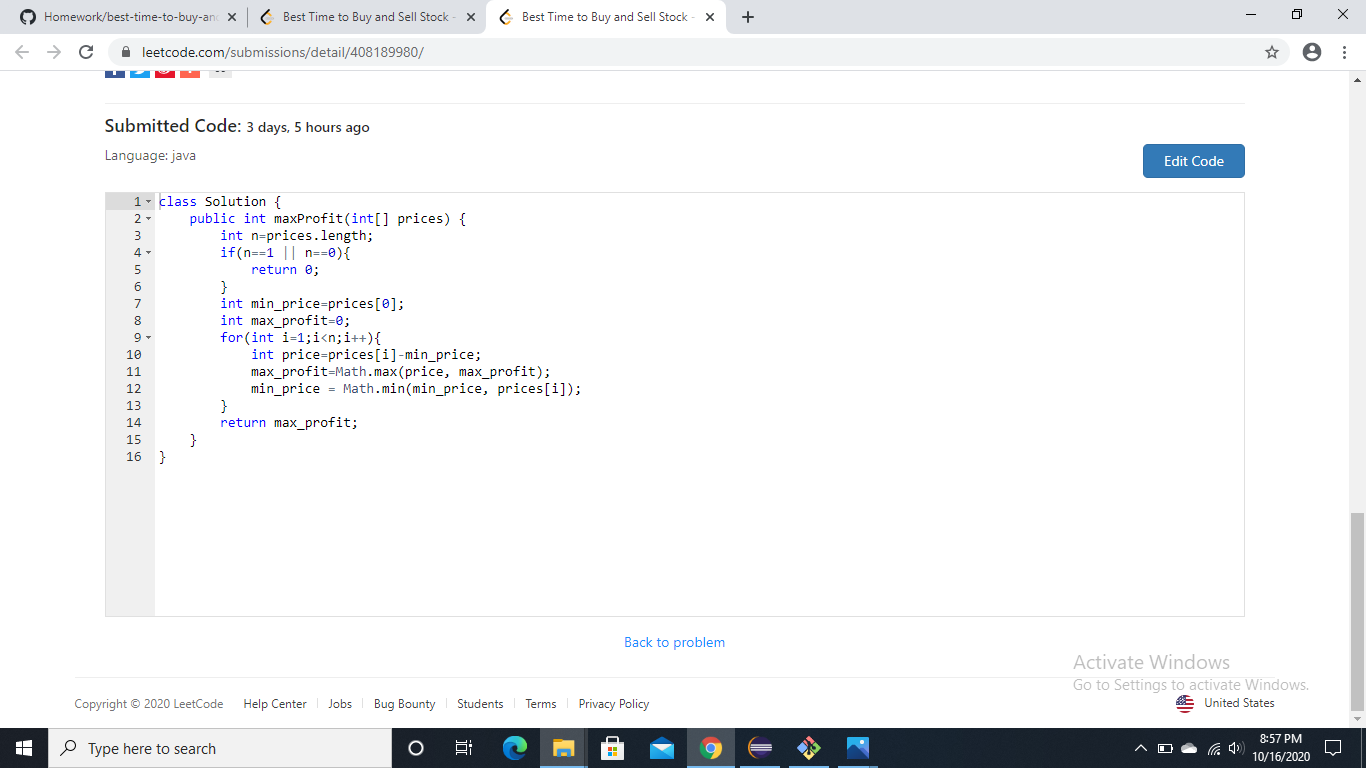 Homework/best-time-to-buy-an
Best Time to Buy and Sell Stock -
Best Time to Buy and Sell Stock -
leetcode.com/submissions/detail/408189980/
Submitted Code: 3 days, 5 hours ago
Language: java
Edit Code
1 class Solution {
2 public int maxProfit(int[] prices) {
3 int n=prices.length;
4 if(n==1 || n==0){
5 return 0;
6 }
7 int min_price=prices[0];
8 int max_profit=0;
9 for(int i=1;i<n;i++){
10 int price=prices[i]-min_price;
11 max_profit=Math.max(price, max_profit);
12 min_price = Math.min(min_price, prices[i]);
13 }
14 return max_profit;
15 }
16 }
Back to problem
Activate Windows
Go to Settings to activate Windows.
Copyright © 2020 LeetCode Help Center Jobs Bug Bounty Students Terms Privacy Policy United States
Type here to search
8:57 PM
10/16/2020